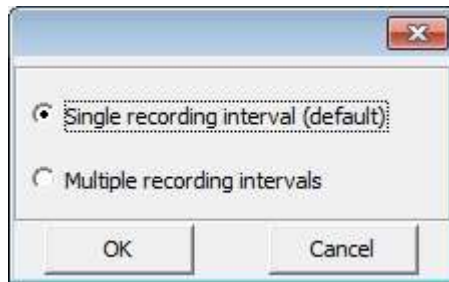 Single recording interval (default)
Multiple recording intervals
OK
Cancel